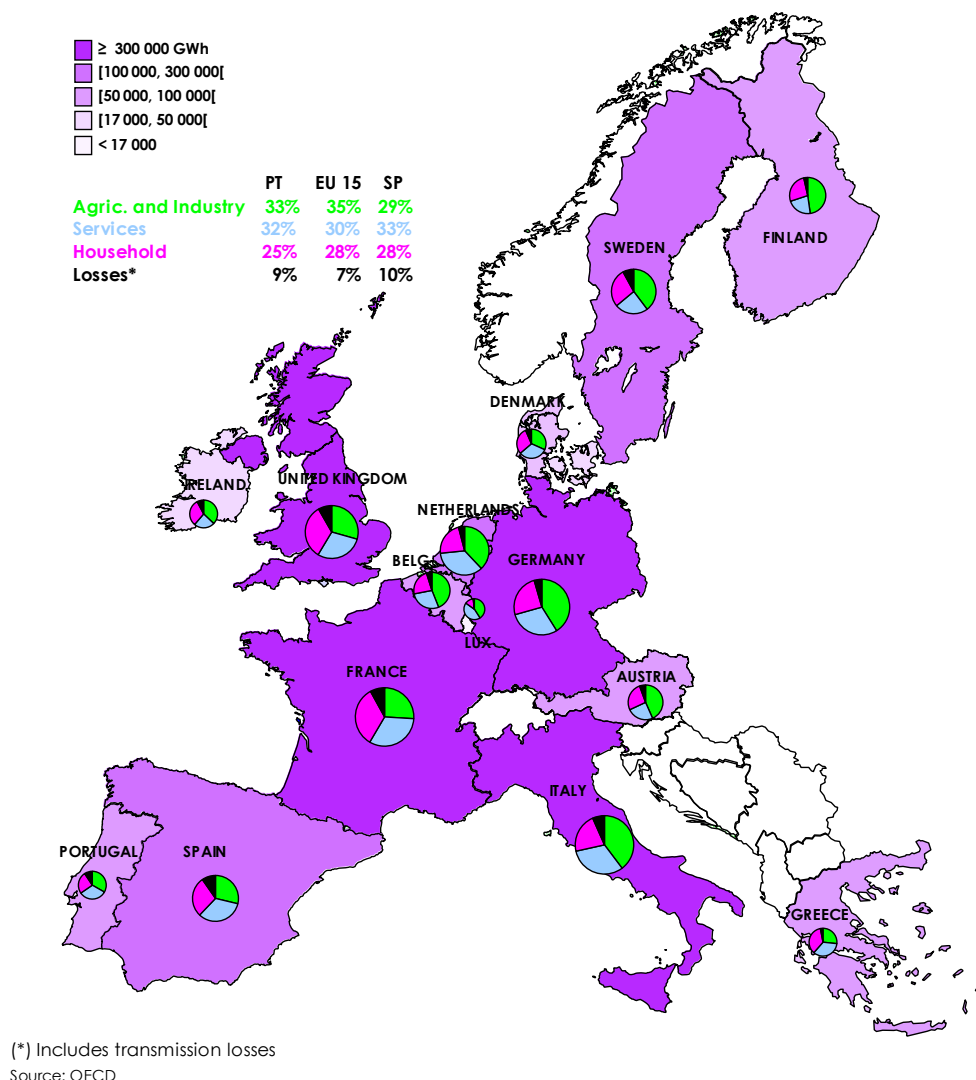 ≥ 300 000 GWh
[100 000, 300 000[
[50 000, 100 000[
[17 000, 50 000[
< 17 000
PT EU 15 SP
Agric. and Industry 33% 35% 29%
Services 32% 30% 33%
Household 25% 28% 28%
Losses* 9% 7% 10%
FINLAND
SWEDEN
DENMARK
IRELAND
UNITED KINGDOM
NETHERLANDS
BELG
GERMANY
LUX
FRANCE
AUSTRIA
ITALY
PORTUGAL
SPAIN
GREECE
(*) Includes transmission losses
Source: OECD